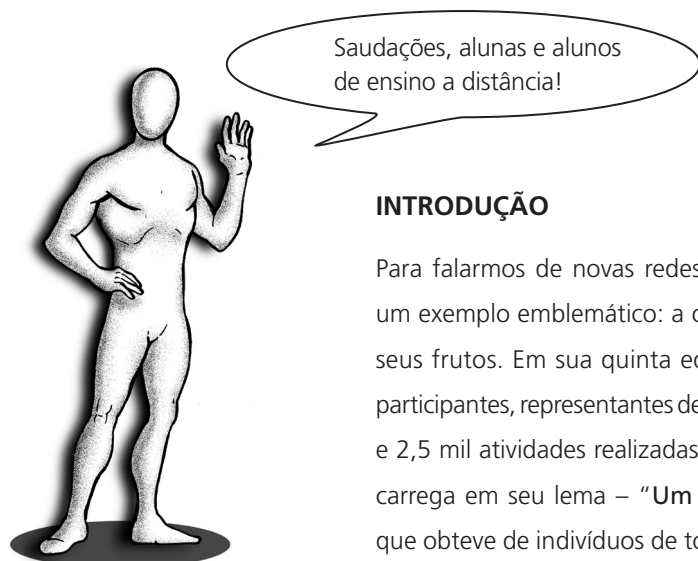 Saudações, alunas e alunos
de ensino a distância!
INTRODUÇÃO
Para falarmos de novas redes
um exemplo emblemático: a
seus frutos. Em sua quinta
participantes, representantes de
e 2,5 mil atividades realizadas
carrega em seu lema – “Um
que obteve de indivíduos de